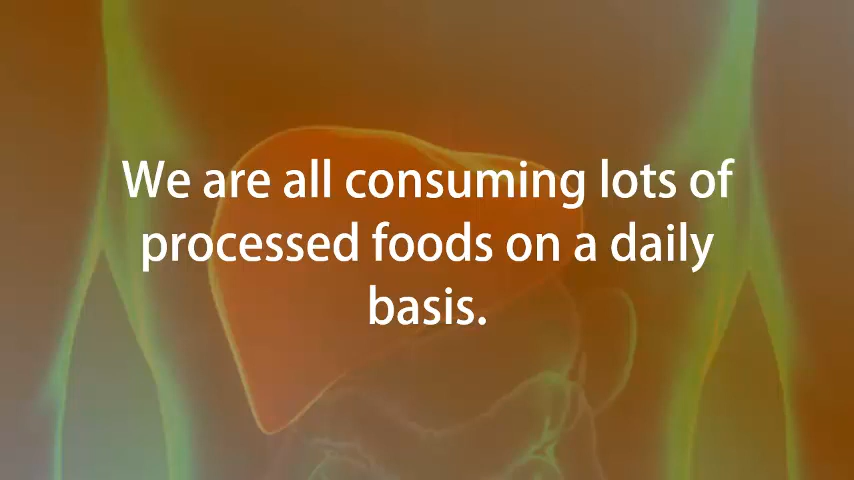 We are all consuming lots of
processed foods on a daily
basis.